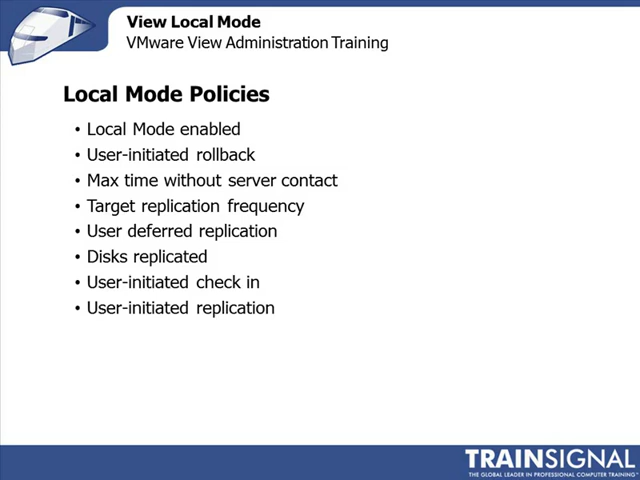 View Local Mode
VMware View Administration Training
Local Mode Policies
• Local Mode enabled
• User-initiated rollback
• Max time without server contact
• Target replication frequency
• User deferred replication
• Disks replicated
• User-initiated check in
• User-initiated replication
TRAINSIGNAL
THE GLOBAL LEADER IN PROFESSIONAL COMPUTER TRAINING